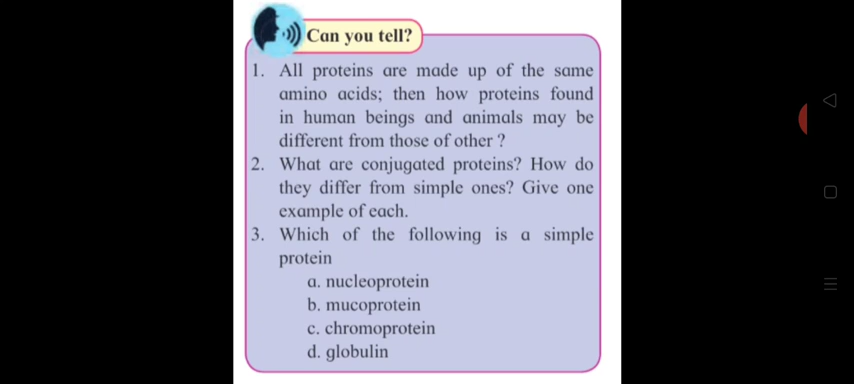 Can you tell?
1. All proteins are made up of the same
amino acids; then how proteins found
in human beings and animals may be
different from those of other ?
2. What are conjugated proteins? How do
they differ from simple ones? Give one
example of each.
3. Which of the following is a simple
protein
a. nucleoprotein
b. mucoprotein
c. chromoprotein
d. globulin